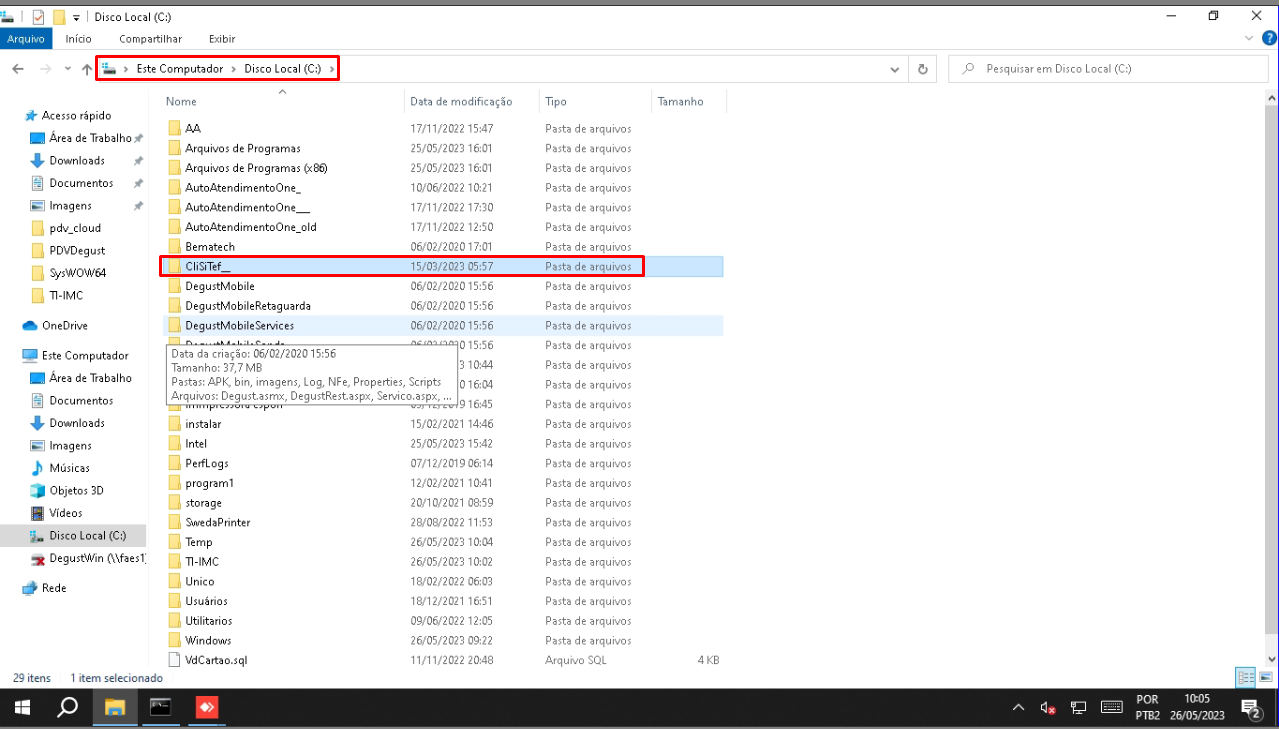 Disco Local (C:)
Arquivo Início Compartilhar Exibir
Este Computador > Disco Local (C:) >
Pesquisar em Disco Local (C:)
Acesso rápido
Área de Trabalho
Downloads
Documentos
Imagens
pdv_cloud
PDVDegust
SysWOW64
TI-IMC
OneDrive
Este Computador
Área de Trabalho
Documentos
Downloads
Imagens
Músicas
Objetos 3D
Vídeos
Disco Local (C:)
DegustWin (\\faes1
Rede
Nome Data de modificação Tipo Tamanho
AA 17/11/2022 15:47 Pasta de arquivos
Arquivos de Programas 25/05/2023 16:01 Pasta de arquivos
Arquivos de Programas (x86) 25/05/2023 16:01 Pasta de arquivos
AutoAtendimentoOne_ 10/06/2022 10:21 Pasta de arquivos
AutoAtendimentoOne___ 17/11/2022 17:30 Pasta de arquivos
AutoAtendimentoOne_old 17/11/2022 12:50 Pasta de arquivos
Bematech 06/02/2020 17:01 Pasta de arquivos
CliSiTef__ 15/03/2023 05:57 Pasta de arquivos
DegustMobile 06/02/2020 15:56 Pasta de arquivos
DegustMobileRetaguarda 06/02/2020 15:56 Pasta de arquivos
DegustMobileServices 06/02/2020 15:56 Pasta de arquivos
06/02/2020 15:56 Pasta de arquivos
Data da criação: 06/02/2020 15:56
Tamanho: 37,7 MB
Pastas: APK, bin, imagens, Log, NFe, Properties, Scripts
Arquivos: Degust.asmx, DegustRest.aspx, Servico.aspx, ...
3 10:44 Pasta de arquivos
0 16:04 Pasta de arquivos
16:45 Pasta de arquivos
instalar 15/02/2021 14:46 Pasta de arquivos
Intel 25/05/2023 15:42 Pasta de arquivos
PerfLogs 07/12/2019 06:14 Pasta de arquivos
program1 12/02/2021 10:41 Pasta de arquivos
storage 20/10/2021 08:59 Pasta de arquivos
SwedaPrinter 28/08/2022 11:53 Pasta de arquivos
Temp 26/05/2023 10:04 Pasta de arquivos
TI-IMC 26/05/2023 10:02 Pasta de arquivos
Unico 18/02/2022 06:03 Pasta de arquivos
Usuários 18/12/2021 16:51 Pasta de arquivos
Utilitarios 09/06/2022 12:05 Pasta de arquivos
Windows 26/05/2023 09:22 Pasta de arquivos
VdCartao.sql 11/11/2022 20:48 Arquivo SQL 4 KB
29 itens 1 item selecionado
POR 10:05
PTB2 26/05/2023
2